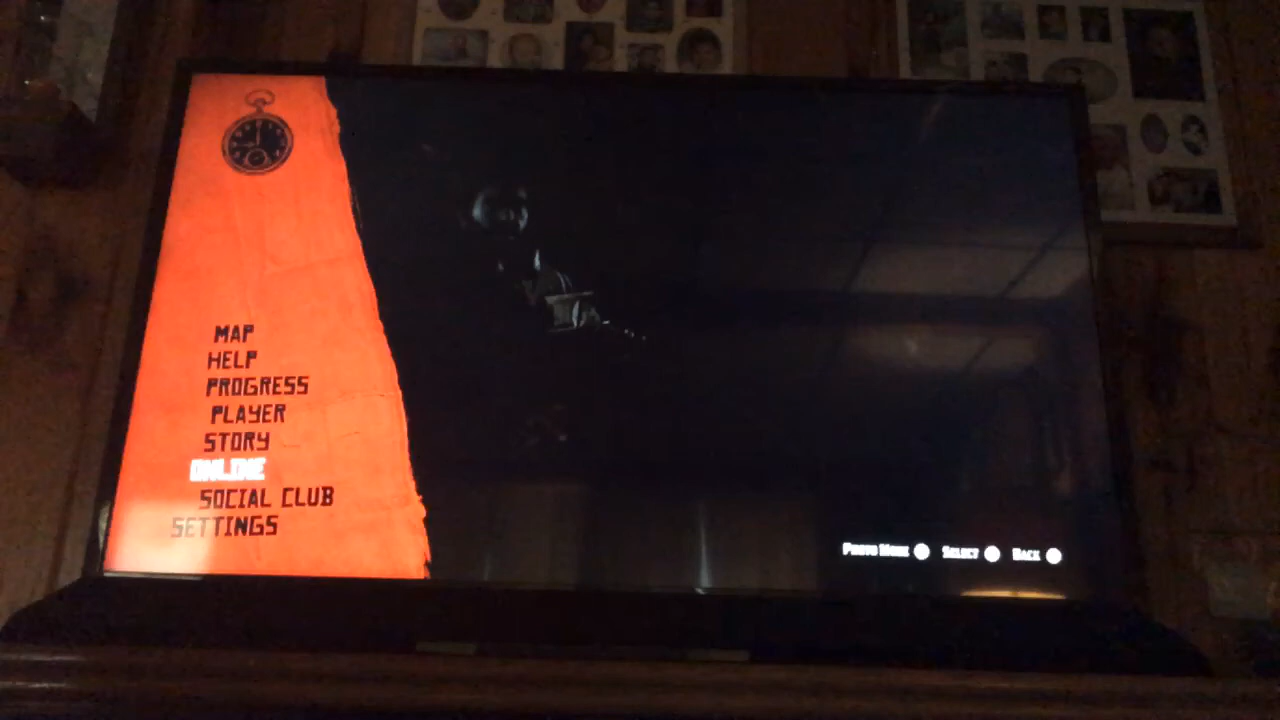 MAP
HELP
PROGRESS
PLAYER
STORY
ONLINE
SOCIAL CLUB
SETTINGS
PHOTO MODE SELECT BACK